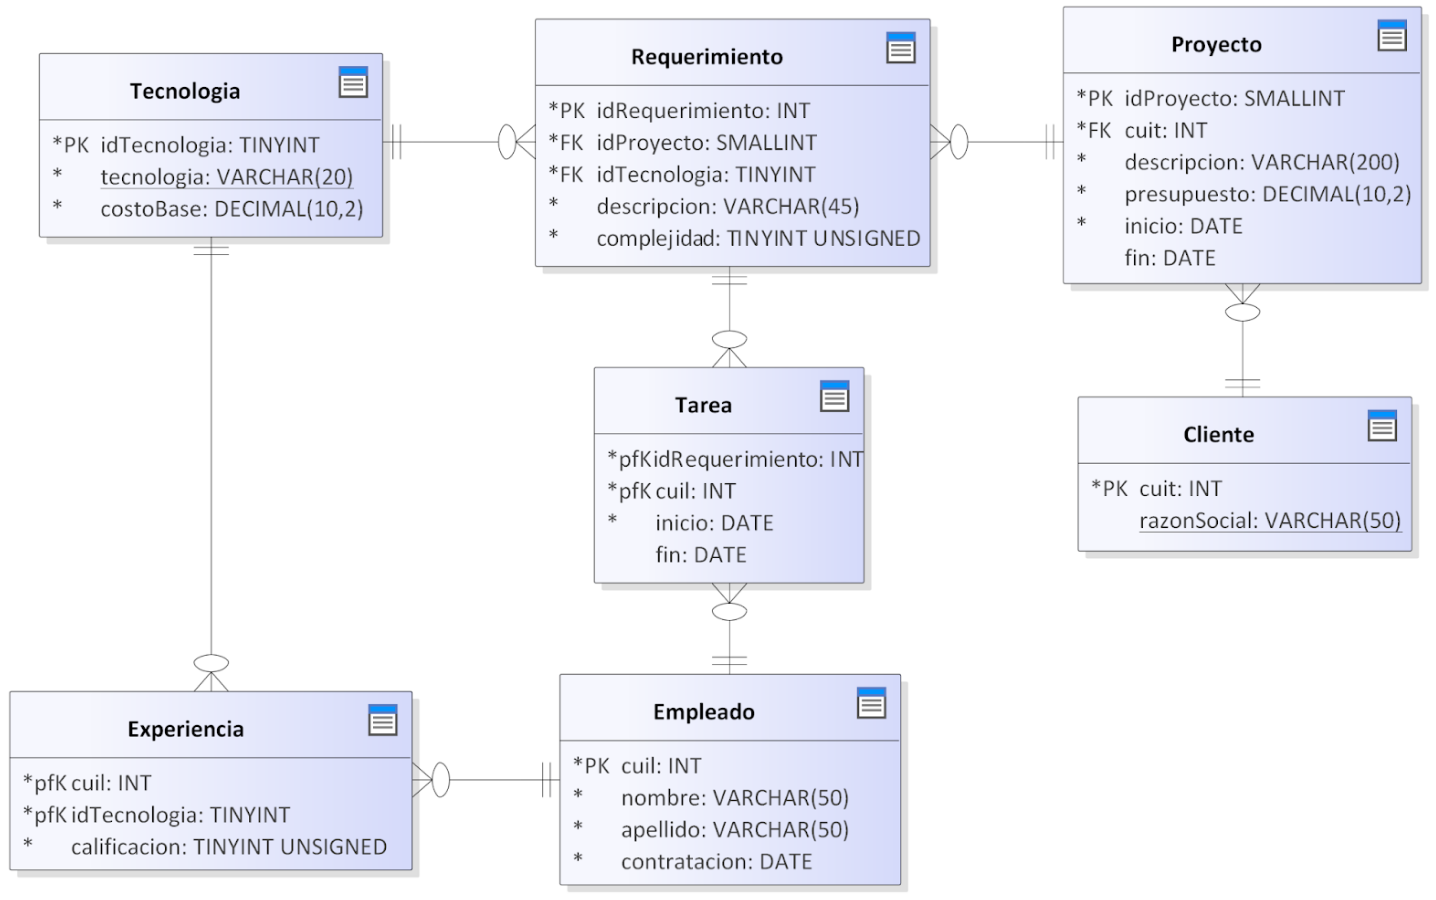 Tecnologia
*PK idTecnologia: TINYINT
* tecnologia: VARCHAR(20)
* costoBase: DECIMAL(10,2)
Requerimiento
*PK idRequerimiento: INT
*FK idProyecto: SMALLINT
*FK idTecnologia: TINYINT
* descripcion: VARCHAR(45)
* complejidad: TINYINT UNSIGNED
Proyecto
*PK idProyecto: SMALLINT
*FK cuit: INT
* descripcion: VARCHAR(200)
* presupuesto: DECIMAL(10,2)
* inicio: DATE
fin: DATE
Tarea
*pfKidRequerimiento: INT
*pfK cuil: INT
* inicio: DATE
fin: DATE
Cliente
*PK cuit: INT
razonSocial: VARCHAR(50)
Experiencia
*pfK cuil: INT
*pfK idTecnologia: TINYINT
* calificacion: TINYINT UNSIGNED
Empleado
*PK cuil: INT
* nombre: VARCHAR(50)
* apellido: VARCHAR(50)
* contratacion: DATE